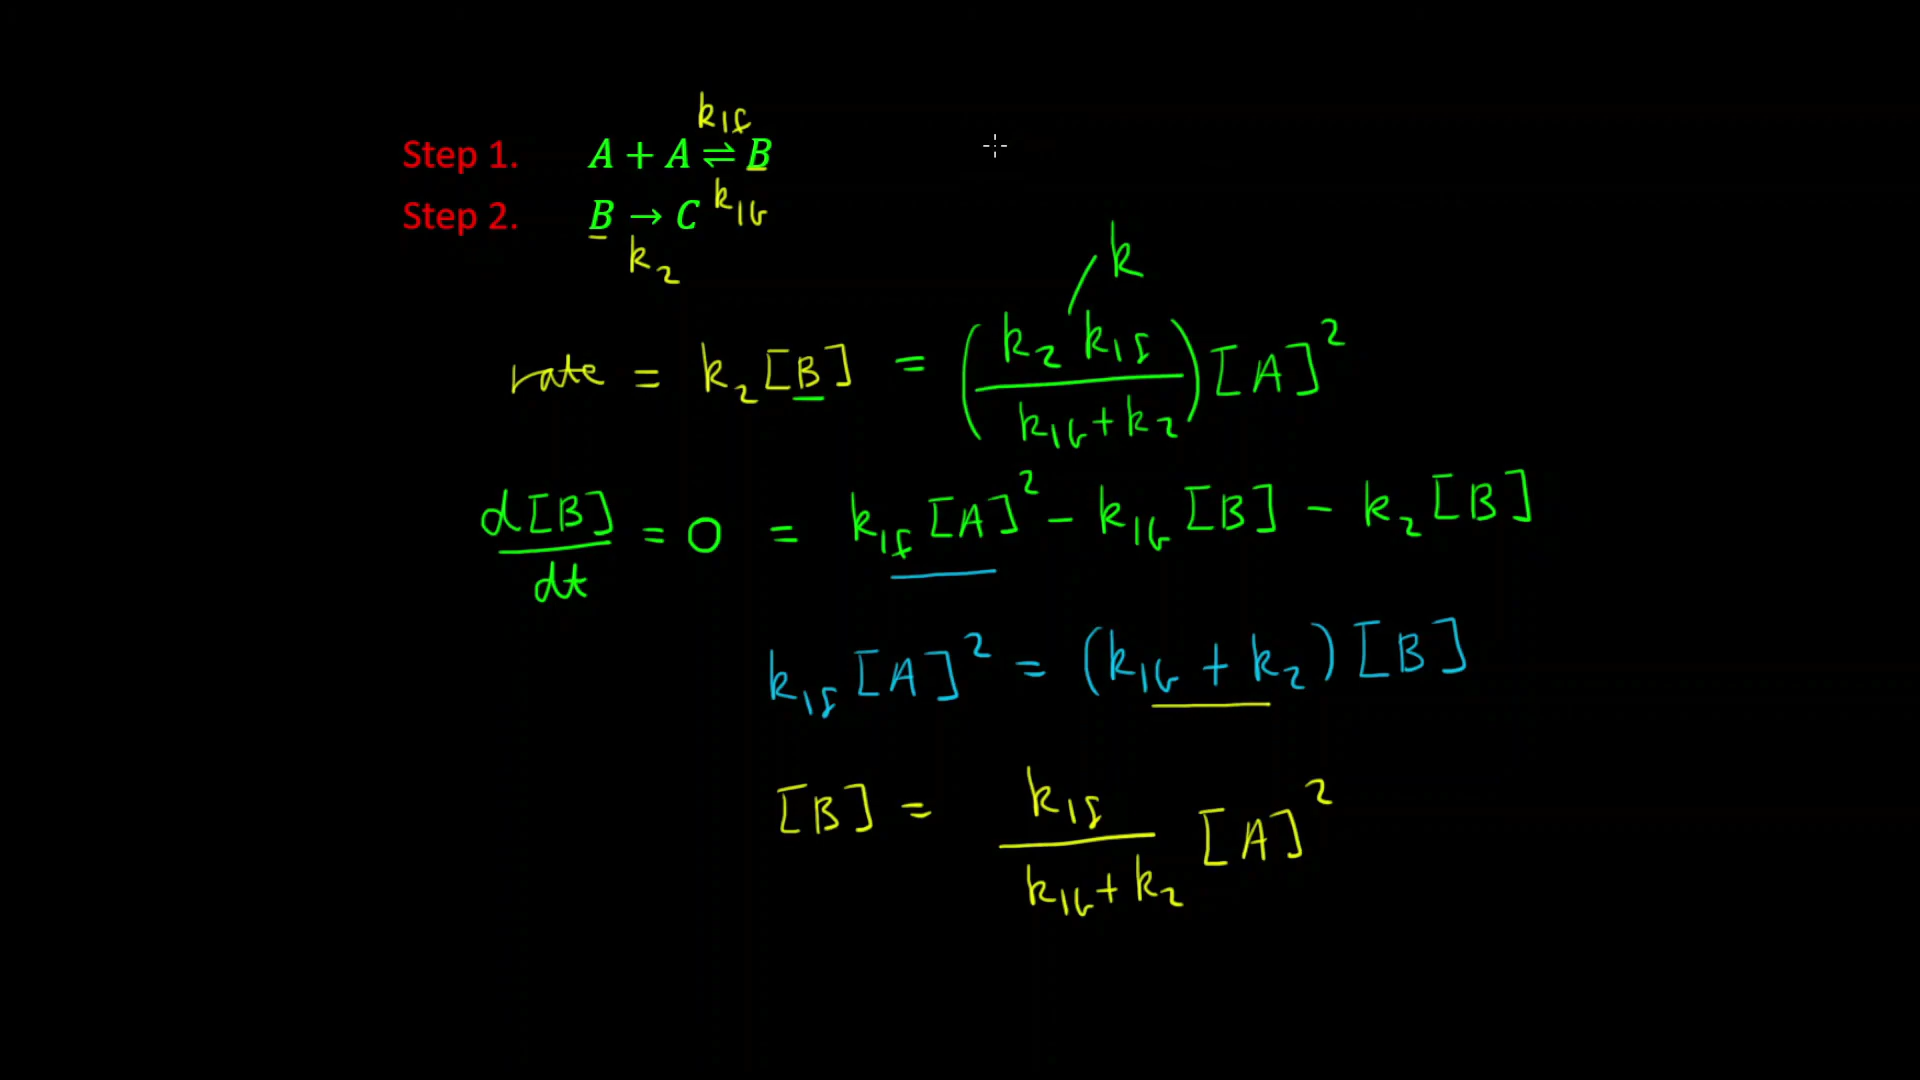 k₁f
Step 1. A + A ⇌ B
k₁b
Step 2. B → C
k₂
k
rate = k₂[B] = (k₂ k₁f / k₁b + k₂) [A]²
d[B]/dt = 0 = k₁f [A]² - k₁b [B] - k₂ [B]
k₁f [A]² = (k₁b + k₂) [B]
[B] = k₁f / k₁b + k₂ [A]²